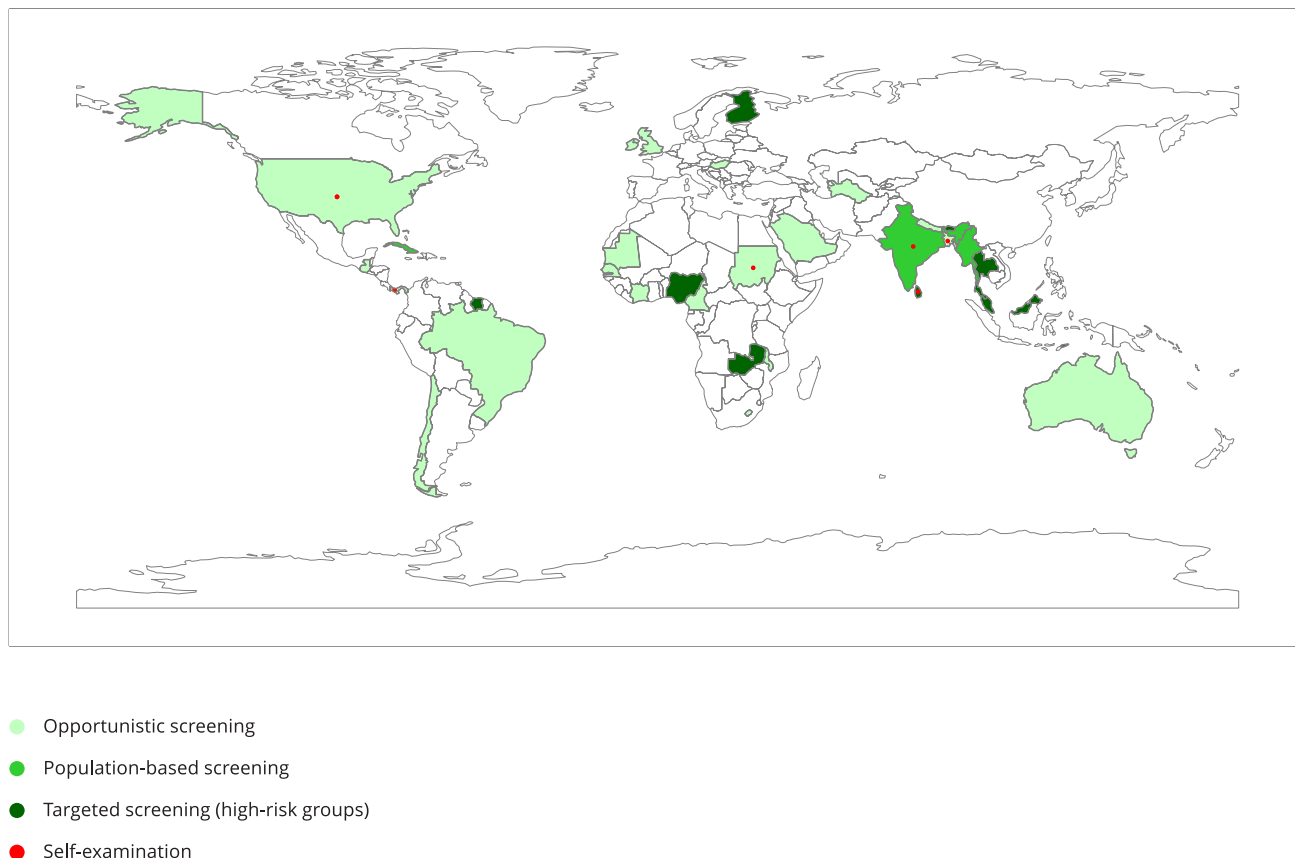 Opportunistic screening
Population-based screening
Targeted screening (high-risk groups)
Self-examination